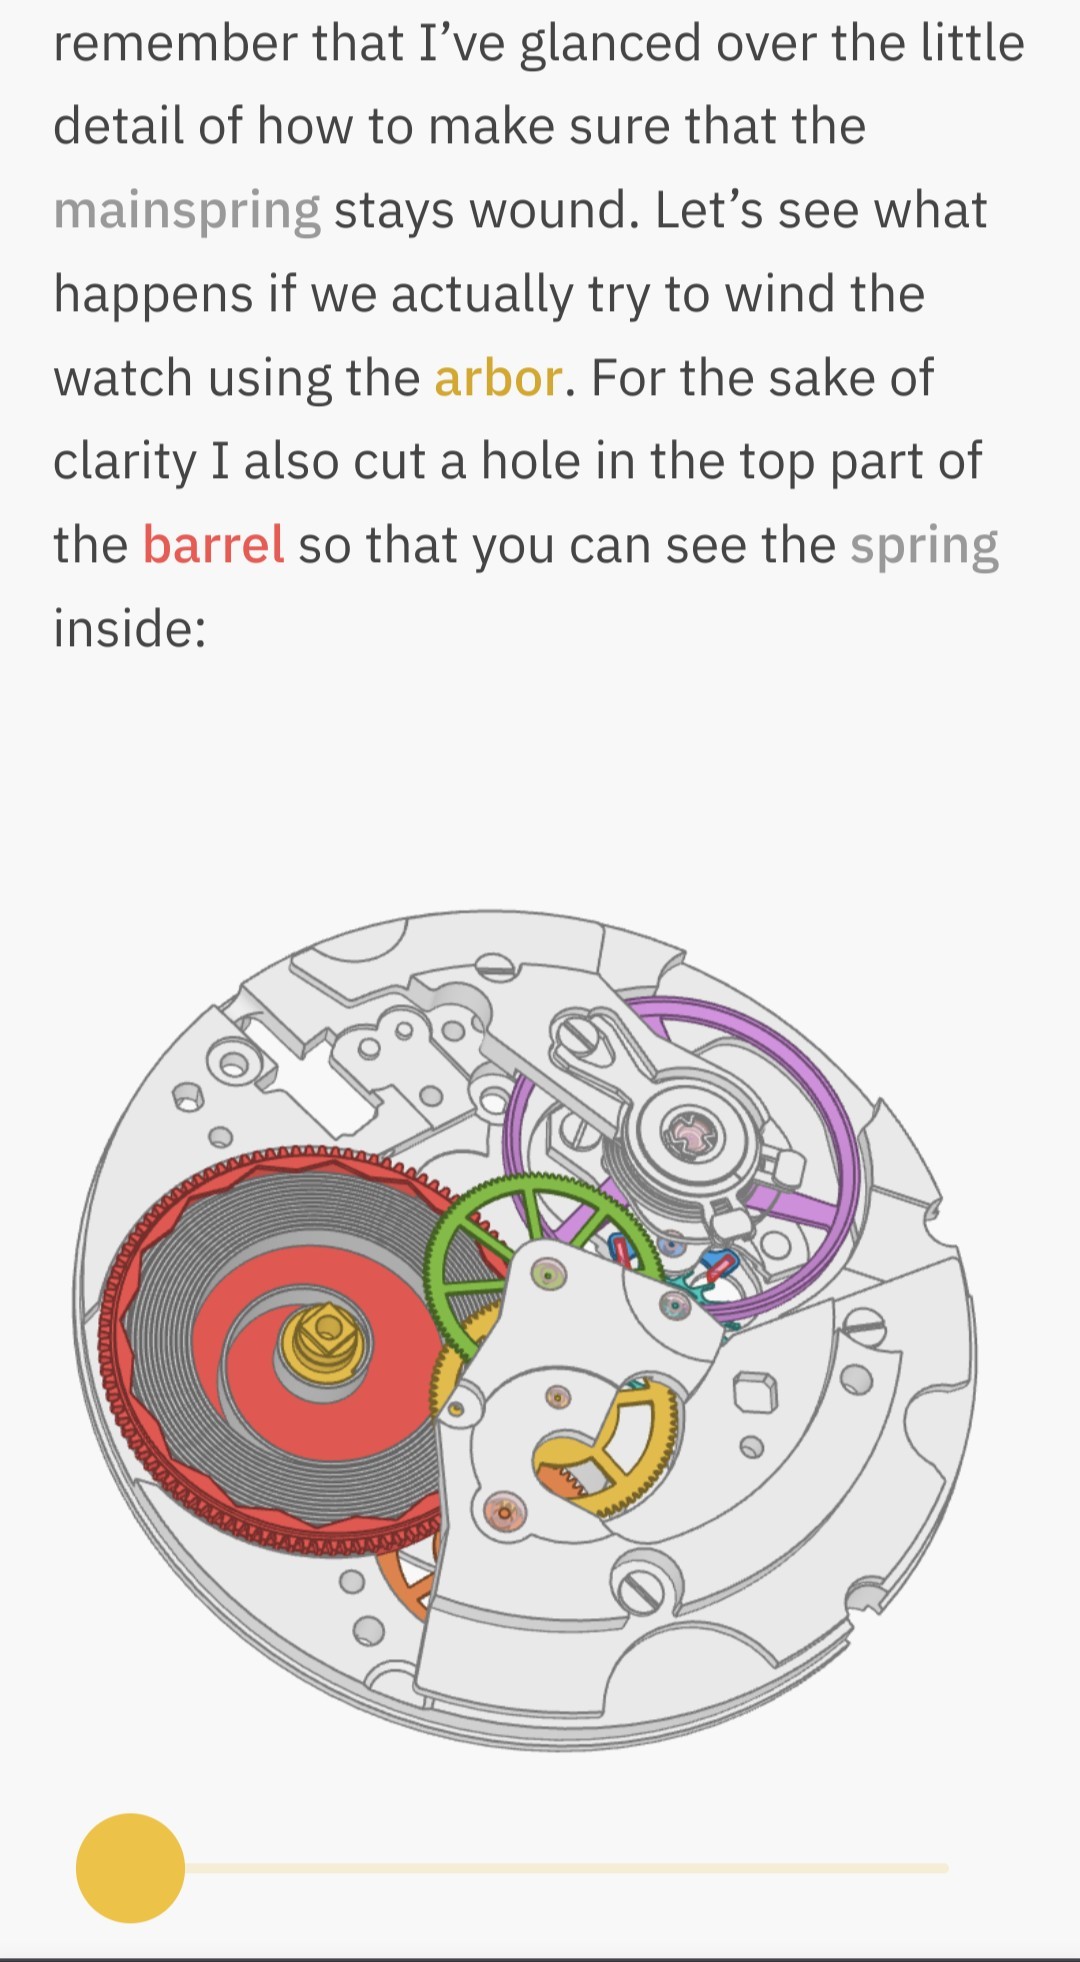 remember that I’ve glanced over the little
detail of how to make sure that the
mainspring stays wound. Let’s see what
happens if we actually try to wind the
watch using the arbor. For the sake of
clarity I also cut a hole in the top part of
the barrel so that you can see the spring
inside: